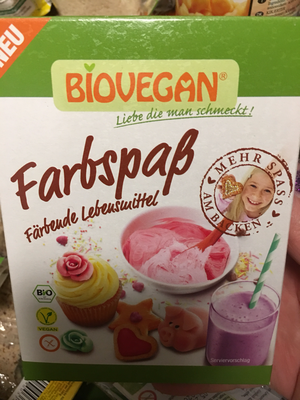 NEU
BIOVEGAN®
Liebe die man schmeckt!
Farbspaß
Färbende Lebensmittel
MEHR SPASS
AM BACKEN
BiO
VEGAN
Serviervorschlag